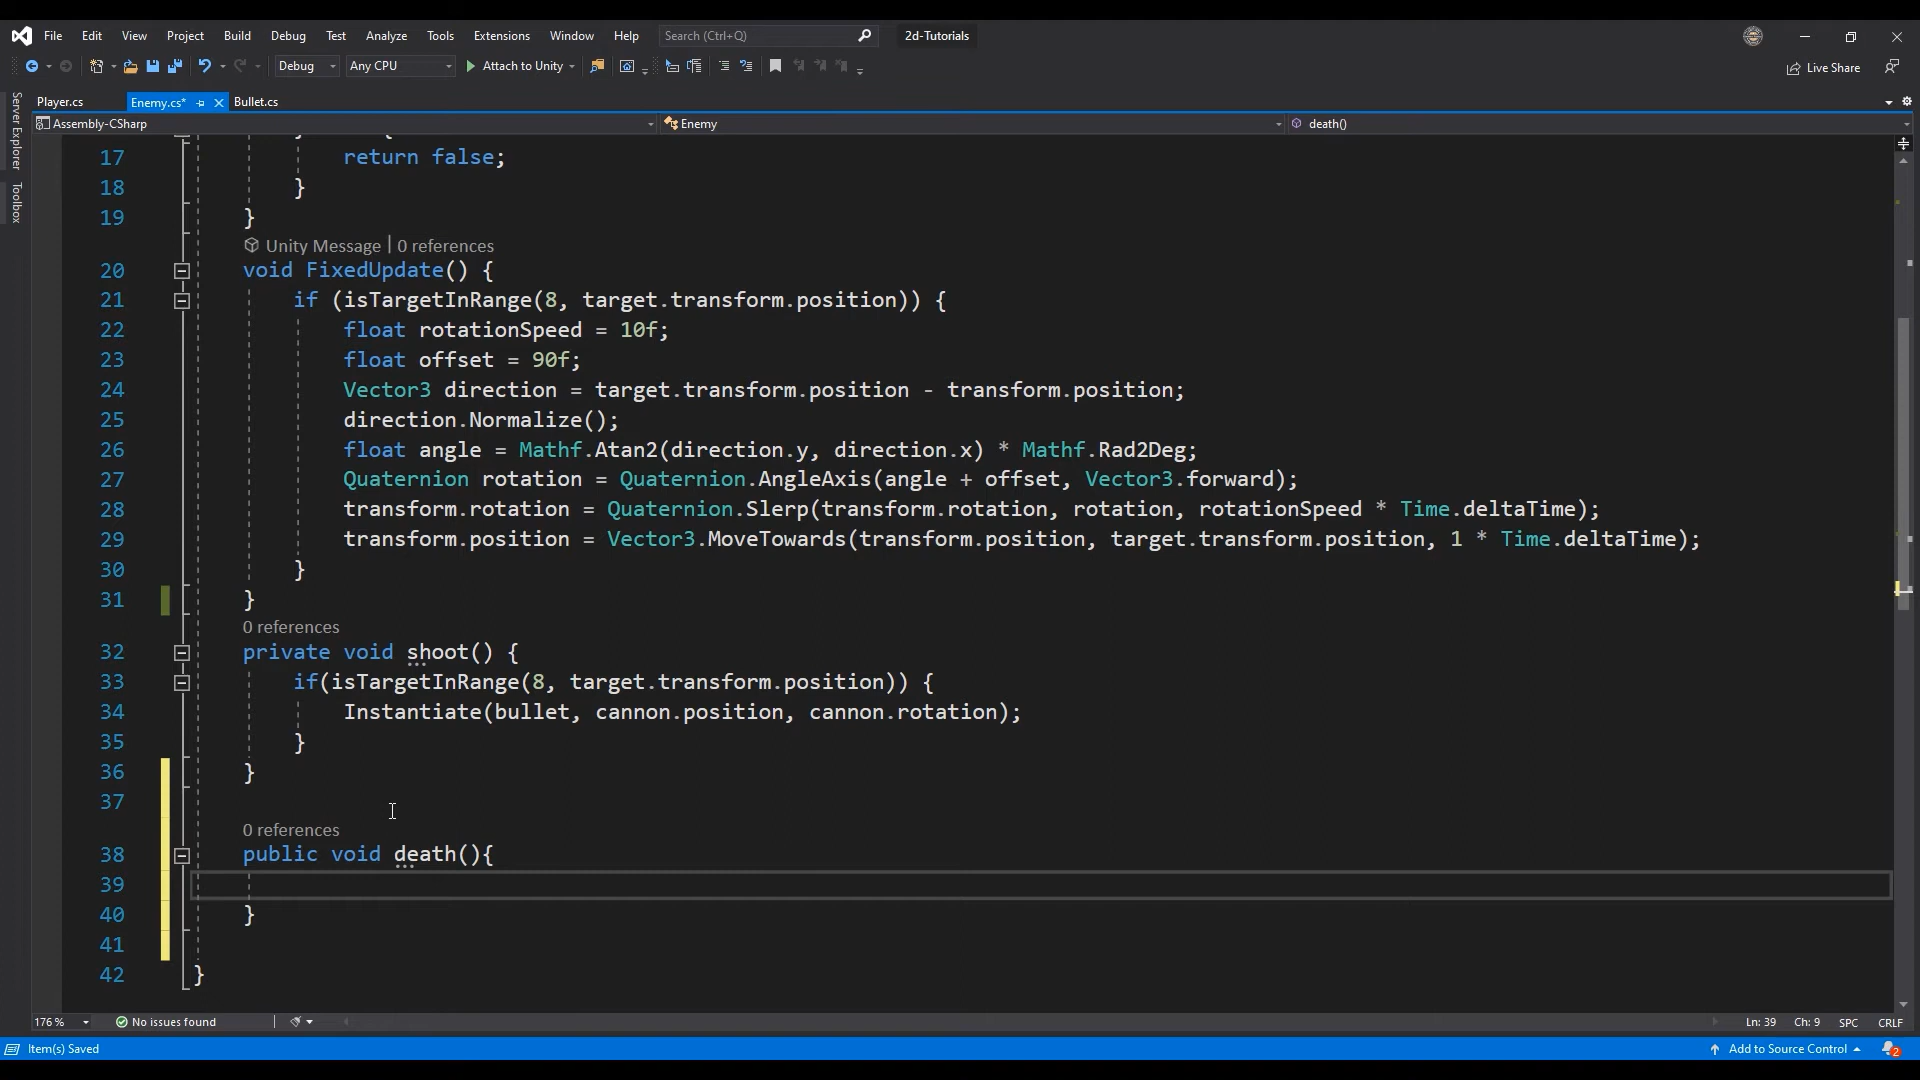 File Edit View Project Build Debug Test Analyze Tools Extensions Window Help Search (Ctrl+Q) 2d-Tutorials
Debug Any CPU Attach to Unity Live Share
Server Explorer
Toolbox
Player.cs Enemy.cs* Bullet.cs
Assembly-CSharp Enemy death()
} {
17 return false;
18 }
19 }
Unity Message | 0 references
20 void FixedUpdate() {
21 if (isTargetInRange(8, target.transform.position)) {
22 float rotationSpeed = 10f;
23 float offset = 90f;
24 Vector3 direction = target.transform.position - transform.position;
25 direction.Normalize();
26 float angle = Mathf.Atan2(direction.y, direction.x) * Mathf.Rad2Deg;
27 Quaternion rotation = Quaternion.AngleAxis(angle + offset, Vector3.forward);
28 transform.rotation = Quaternion.Slerp(transform.rotation, rotation, rotationSpeed * Time.deltaTime);
29 transform.position = Vector3.MoveTowards(transform.position, target.transform.position, 1 * Time.deltaTime);
30 }
31 }
0 references
32 private void shoot() {
33 if(isTargetInRange(8, target.transform.position)) {
34 Instantiate(bullet, cannon.position, cannon.rotation);
35 }
36 }
37
0 references
38 public void death(){
39
40 }
41
42 }
176 % No issues found Ln: 39 Ch: 9 SPC CRLF
Item(s) Saved Add to Source Control 2